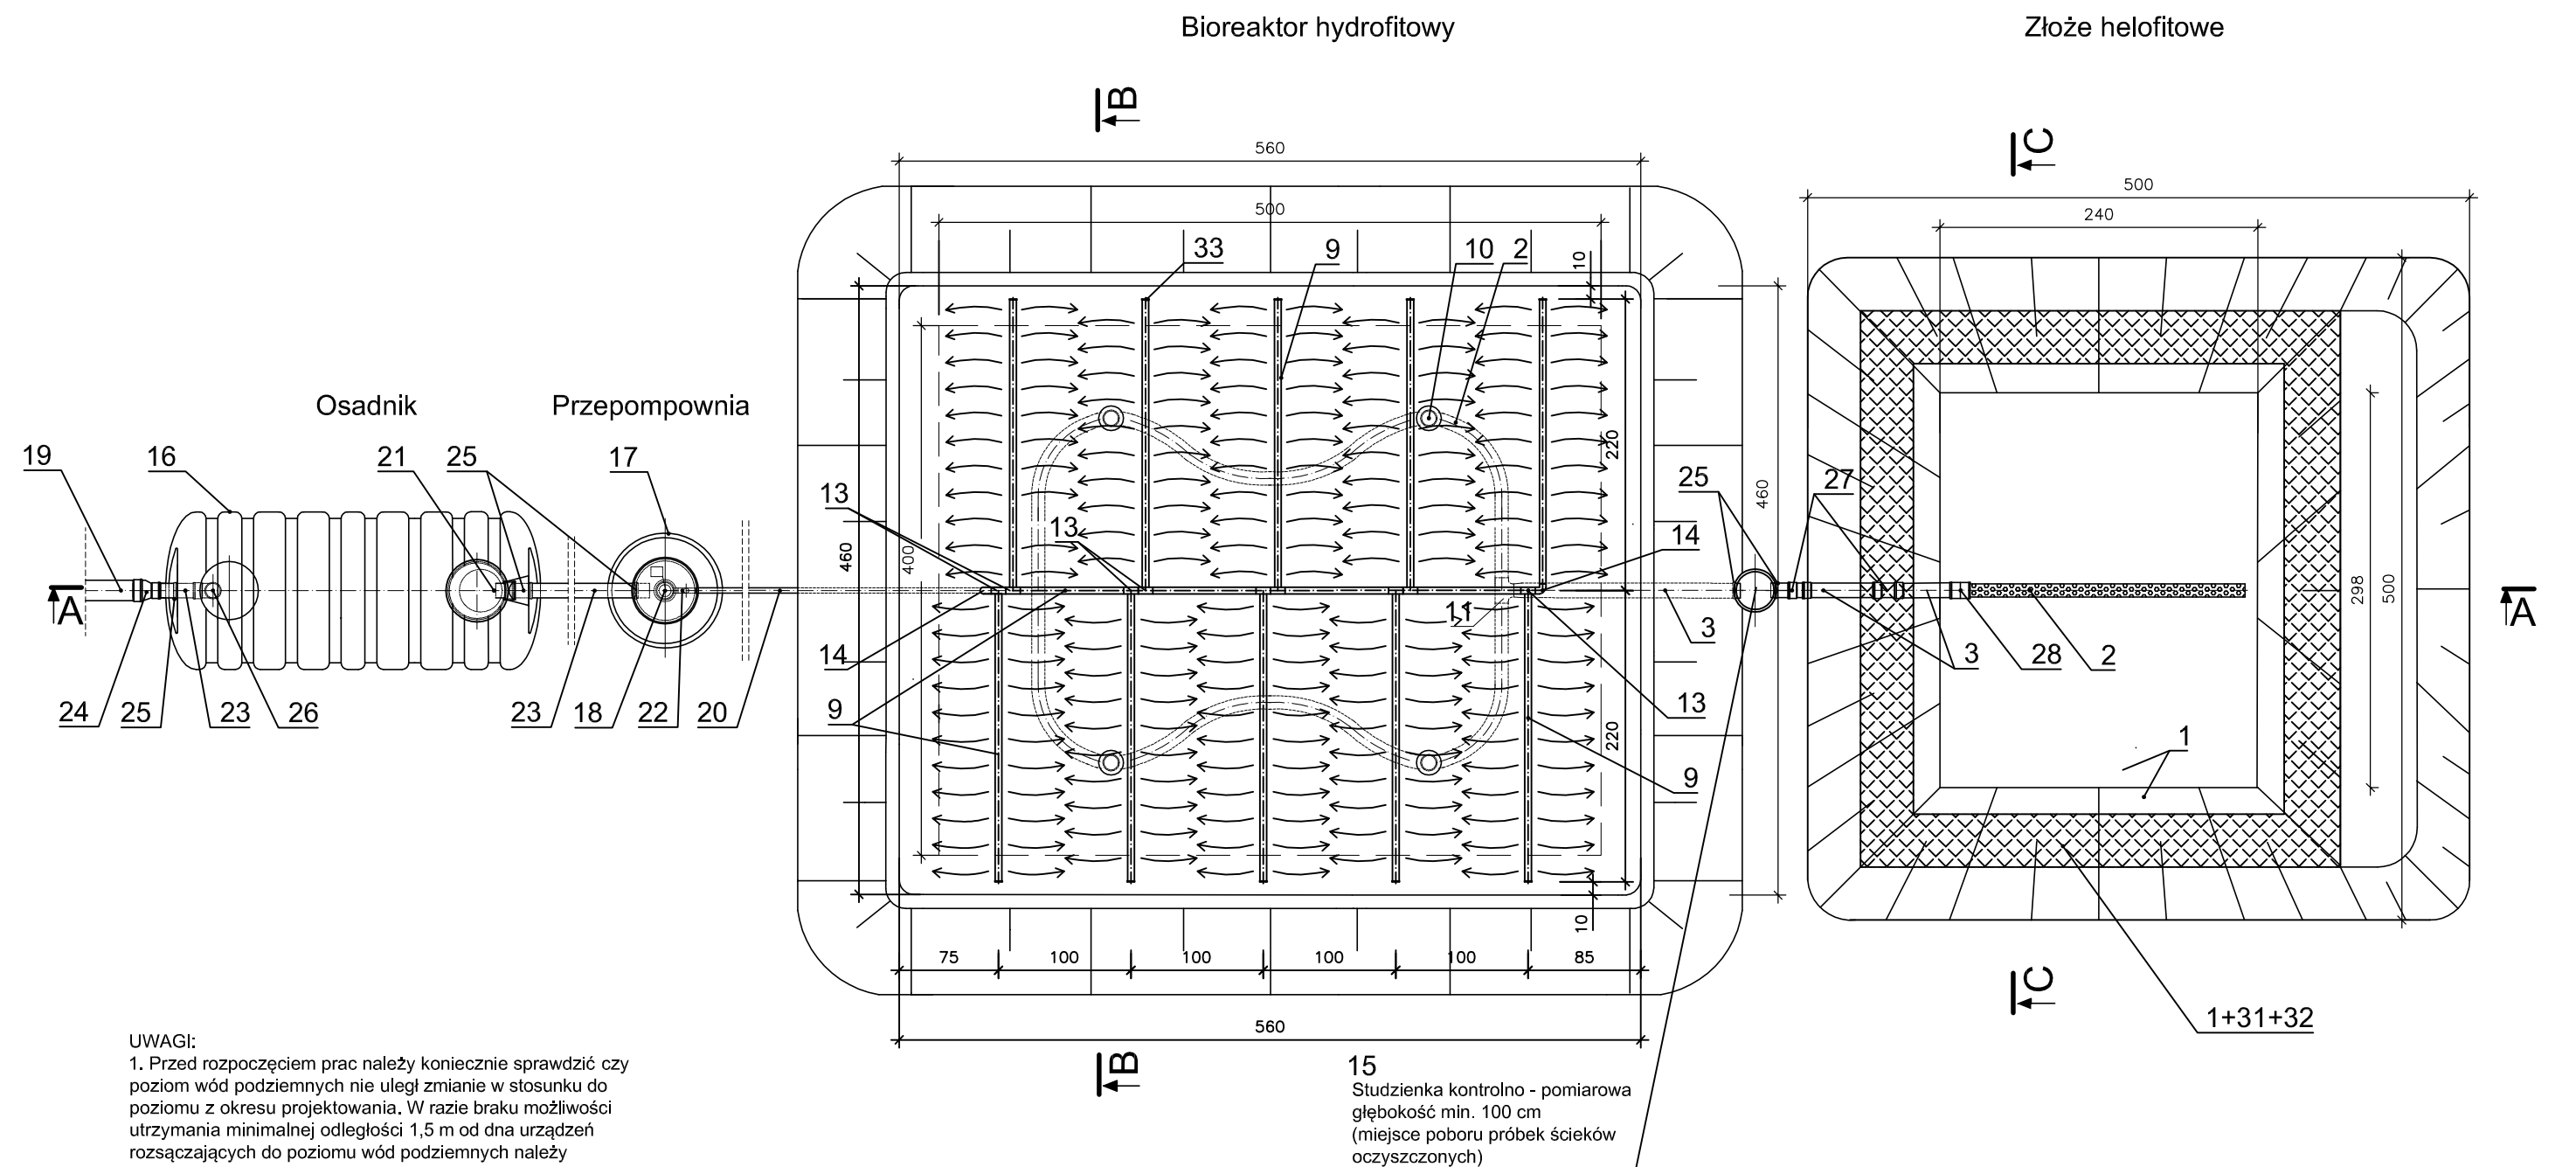 Bioreaktor hydrofitowy
Złoże helofitowe
B
C
560
500
500
240
33
9
10
2
10
Osadnik
Przepompownia
19
16
21
25
17
13
13
460
400
220
25
27
460
14
298
500
A
A
14
11
3
3
28
2
24
25
23
26
23
18
22
20
9
220
13
9
1
10
75
100
100
100
100
85
C
1+31+32
560
B
UWAGI:
1. Przed rozpoczęciem prac należy koniecznie sprawdzić czy
poziom wód podziemnych nie uległ zmianie w stosunku do
poziomu z okresu projektowania. W razie braku możliwości
utrzymania minimalnej odległości 1,5 m od dna urządzeń
rozsączających do poziomu wód podziemnych należy
15
Studzienka kontrolno - pomiarowa
głębokość min. 100 cm
(miejsce poboru próbek ścieków
oczyszczonych)